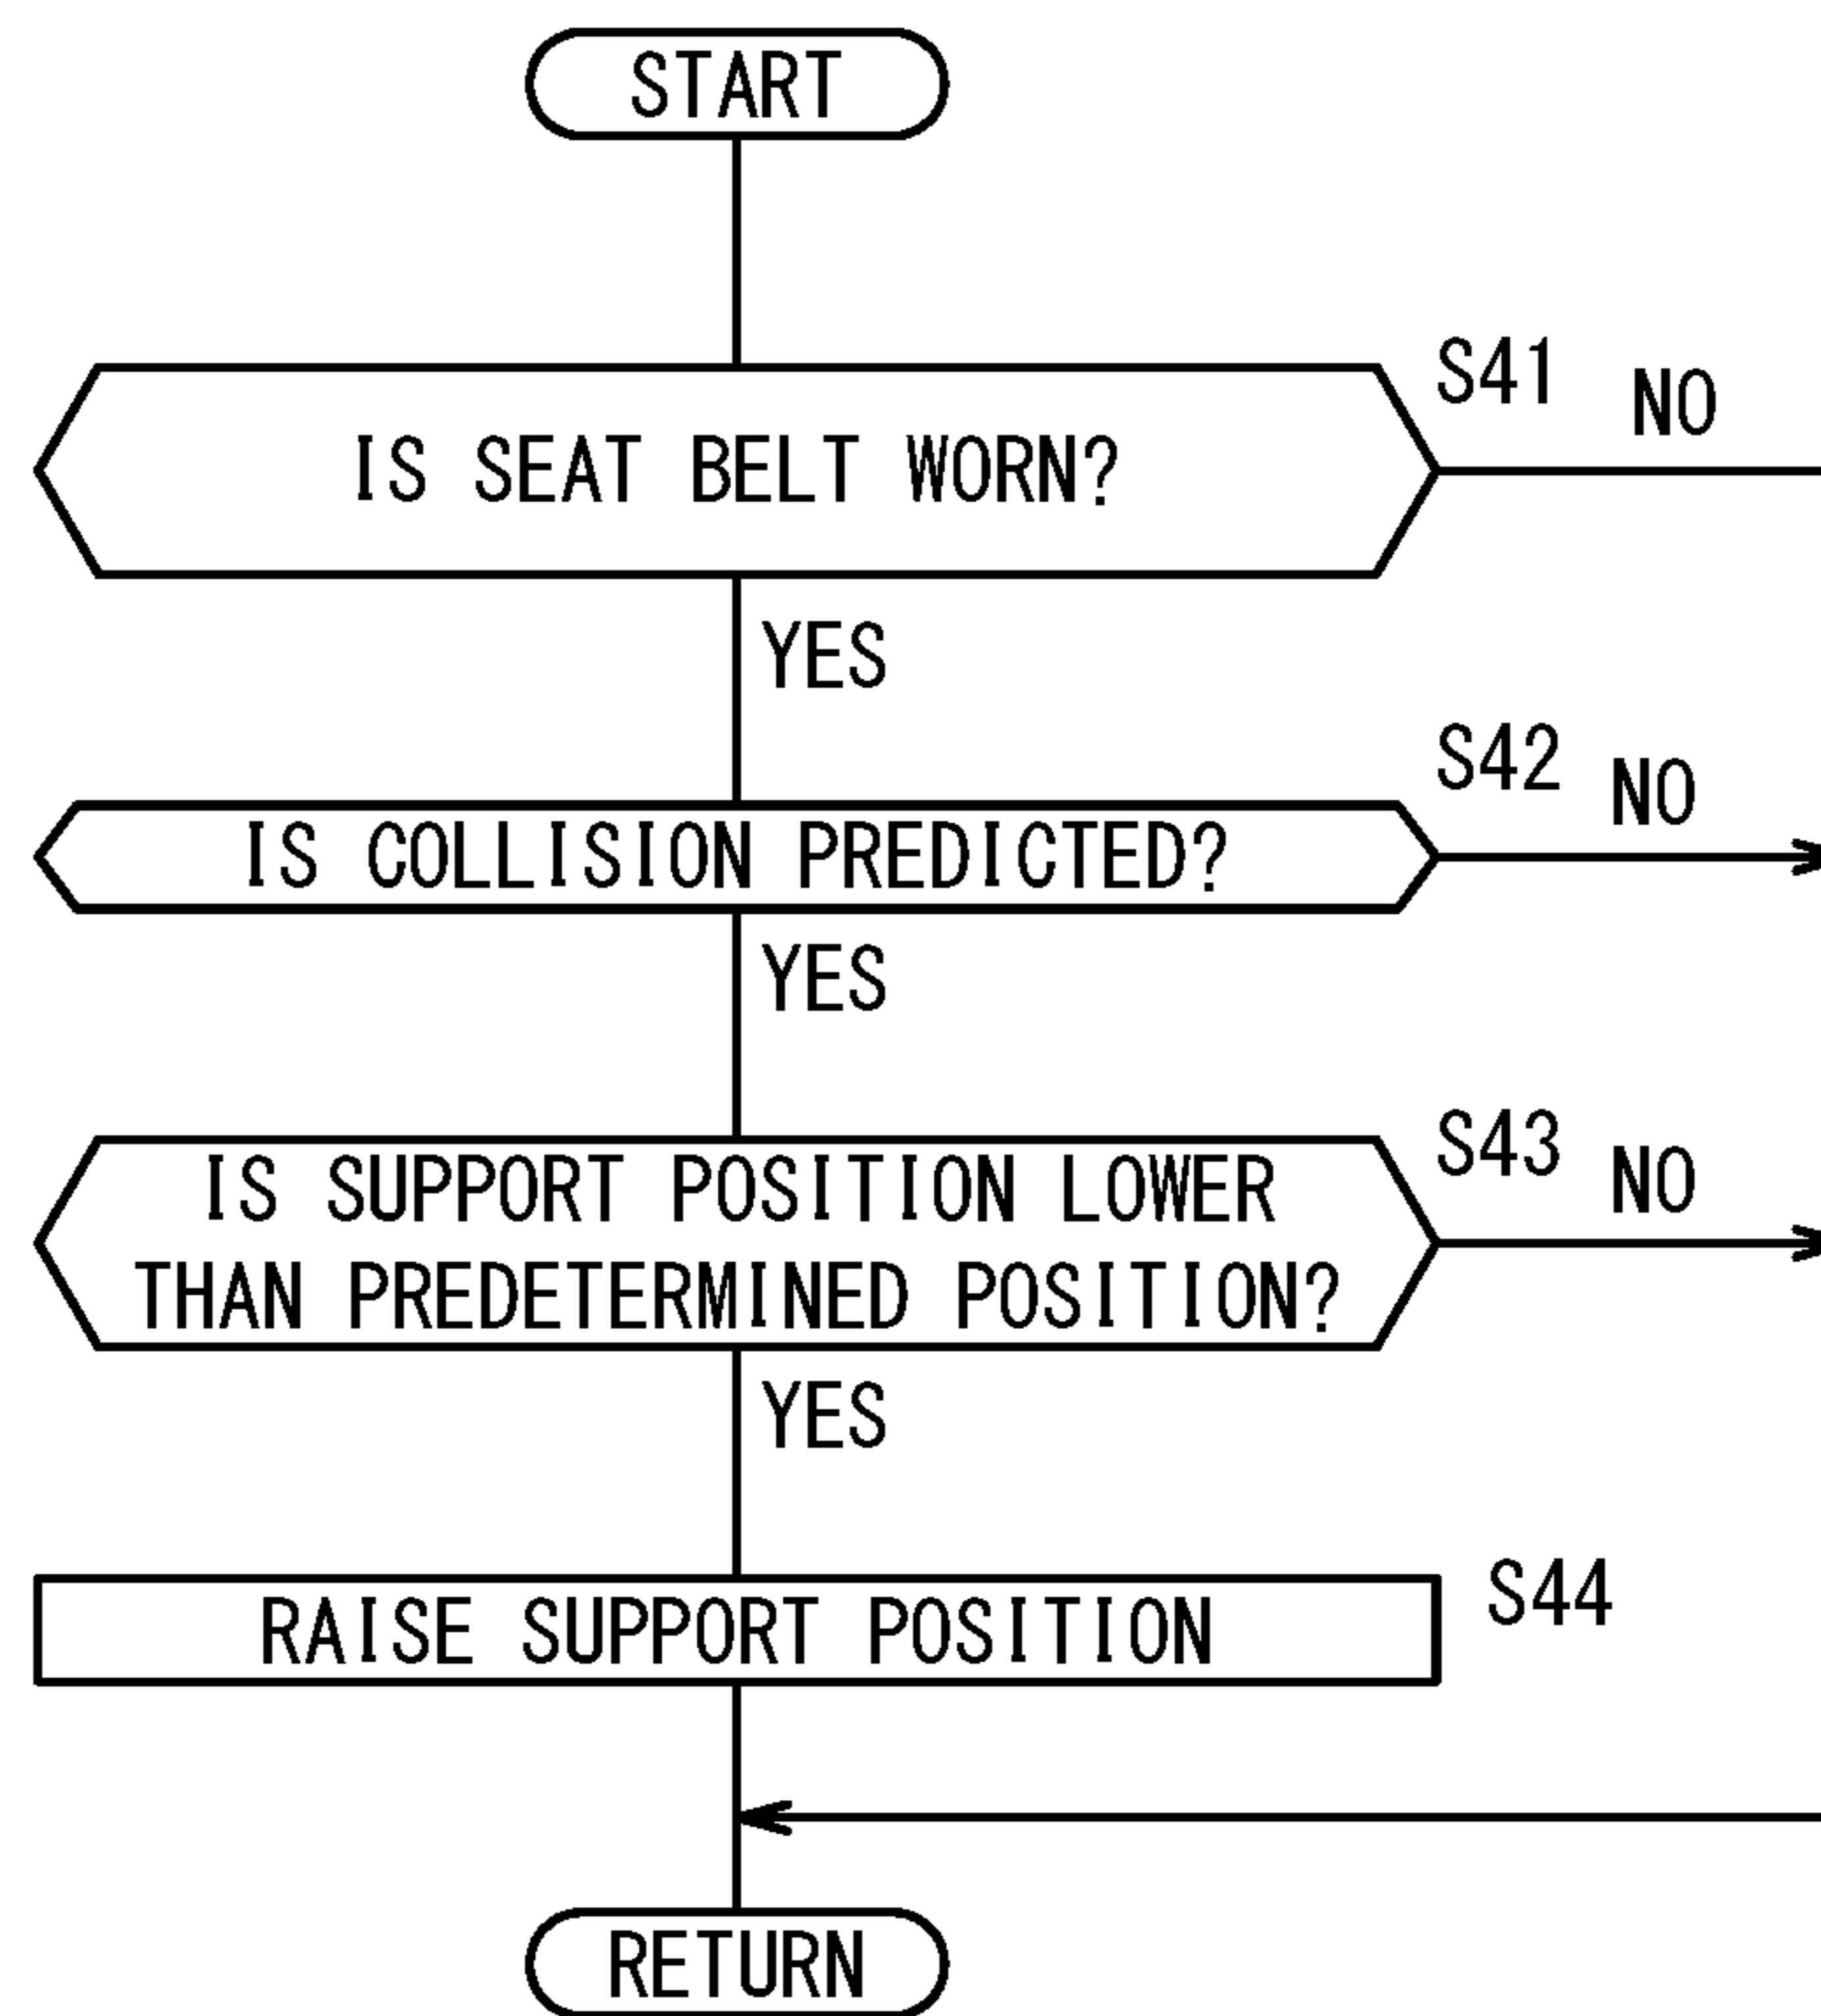 START
S41
NO
IS SEAT BELT WORN?
YES
S42
NO
IS COLLISION PREDICTED?
YES
S43
NO
IS SUPPORT POSITION LOWER
THAN PREDETERMINED POSITION?
YES
S44
RAISE SUPPORT POSITION
RETURN